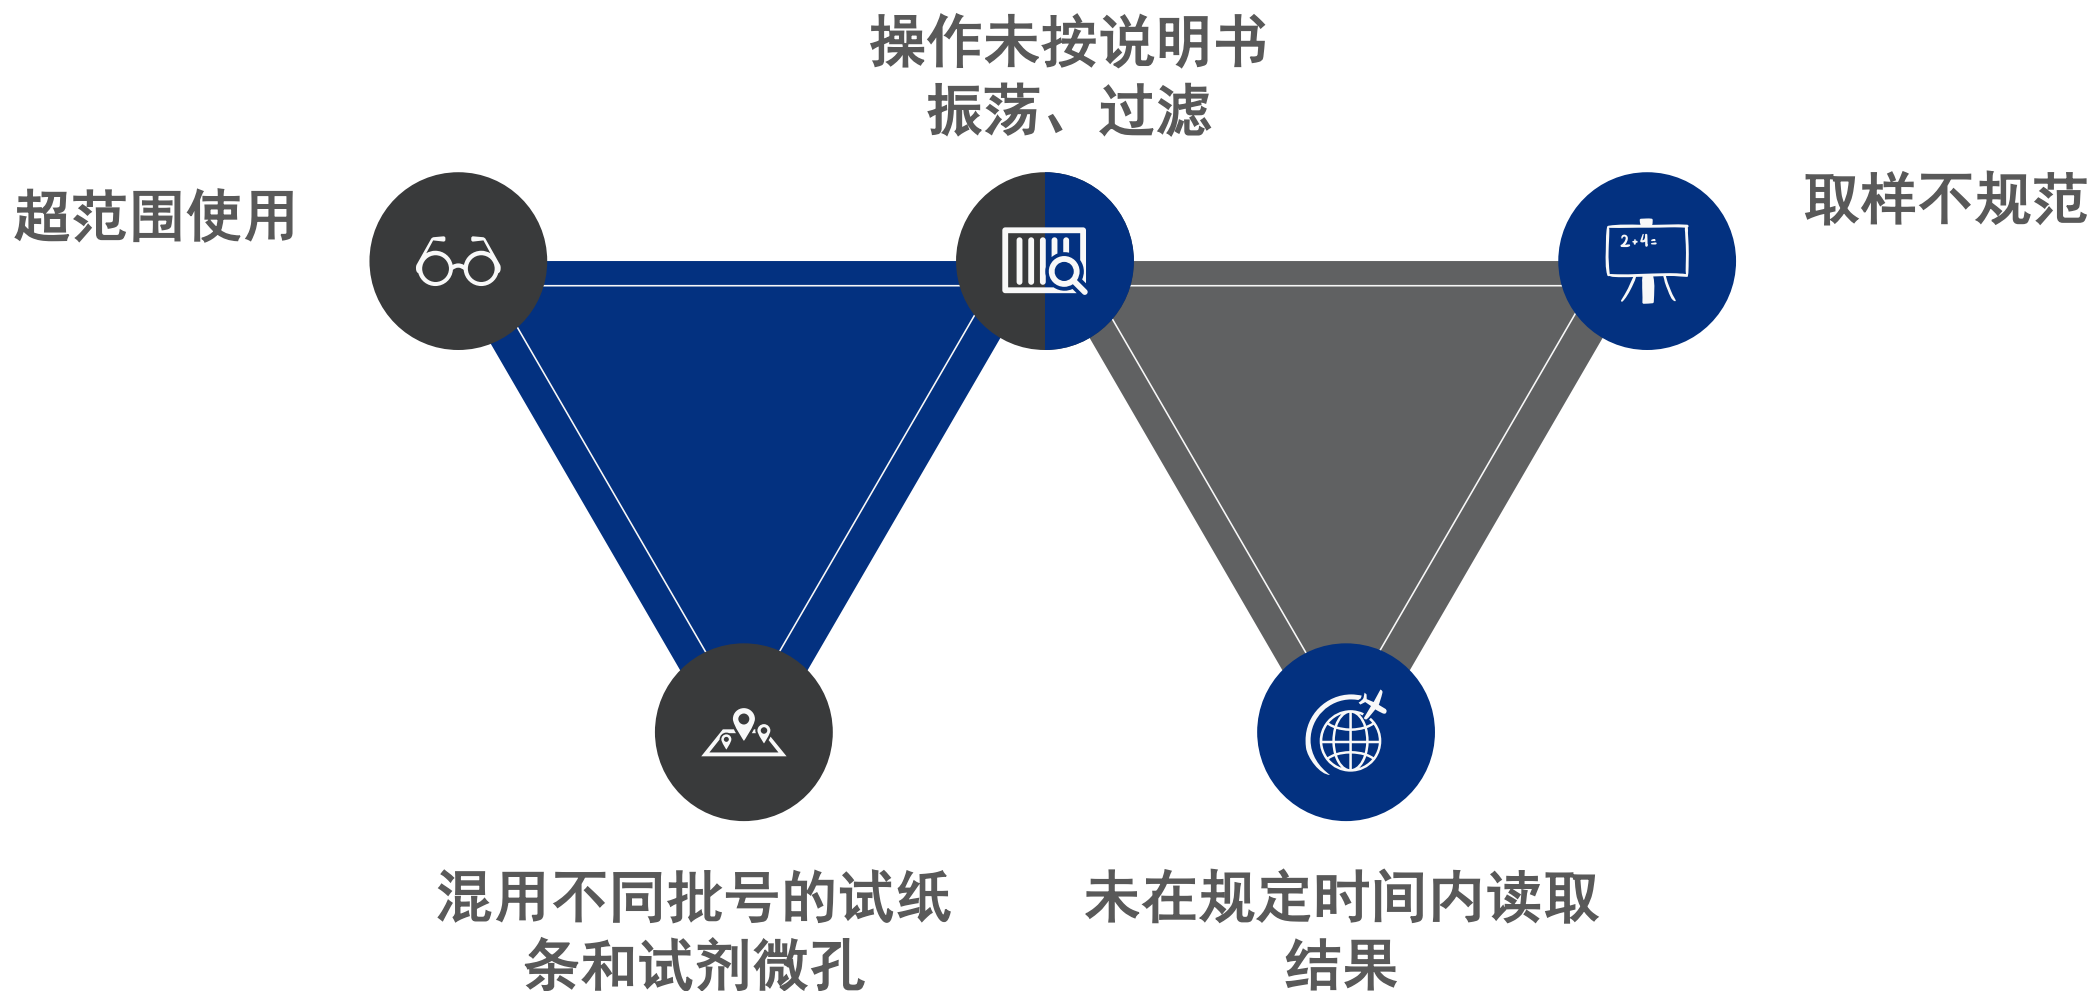 操作未按说明书
振荡、过滤
超范围使用
取样不规范
2+4=
混用不同批号的试纸
条和试剂微孔
未在规定时间内读取
结果